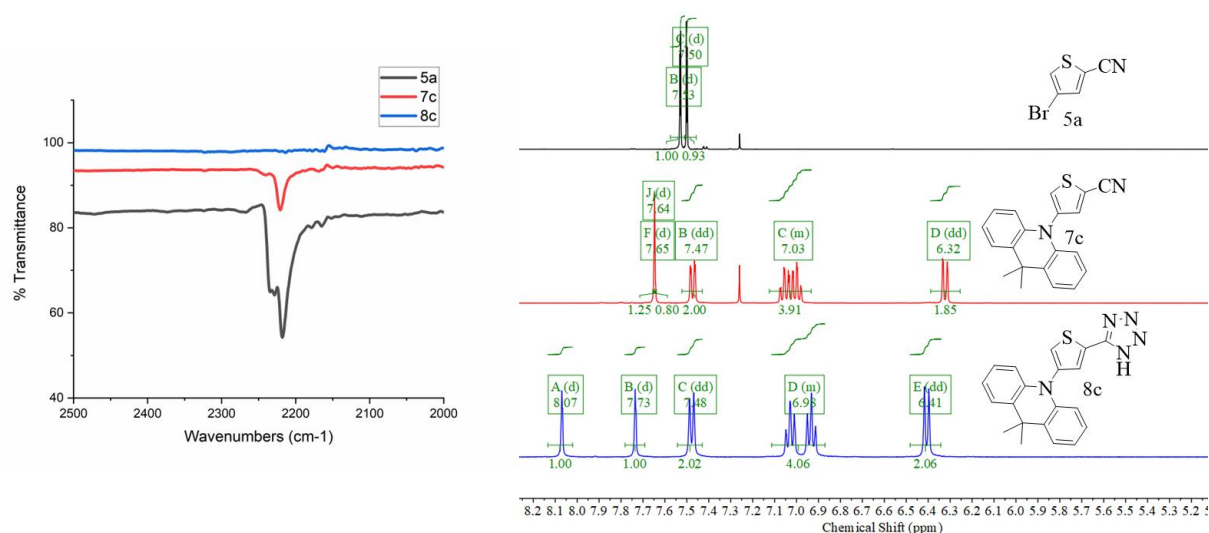 5a
7c
8c
% Transmittance
100
80
60
40
2500
2400
2300
2200
2100
2000
Wavenumbers (cm-1)
C (d)
7.50
B (d)
7.53
1.00
0.93
S
CN
Br
5a
J (d)
7.64
F (d)
7.65
B (dd)
7.47
C (m)
7.03
D (dd)
6.32
1.25
0.80
2.00
3.91
1.85
S
CN
N
7c
A (d)
8.07
B (d)
7.73
C (dd)
7.48
D (m)
6.98
E (dd)
6.41
1.00
1.00
2.02
4.06
2.06
S
N
N
N
N
H
N
8c
8.2 8.1 8.0 7.9 7.8 7.7 7.6 7.5 7.4 7.3 7.2 7.1 7.0 6.9 6.8 6.7 6.6 6.5 6.4 6.3 6.2 6.1 6.0 5.9 5.8 5.7 5.6 5.5 5.4 5.3 5.2
Chemical Shift (ppm)